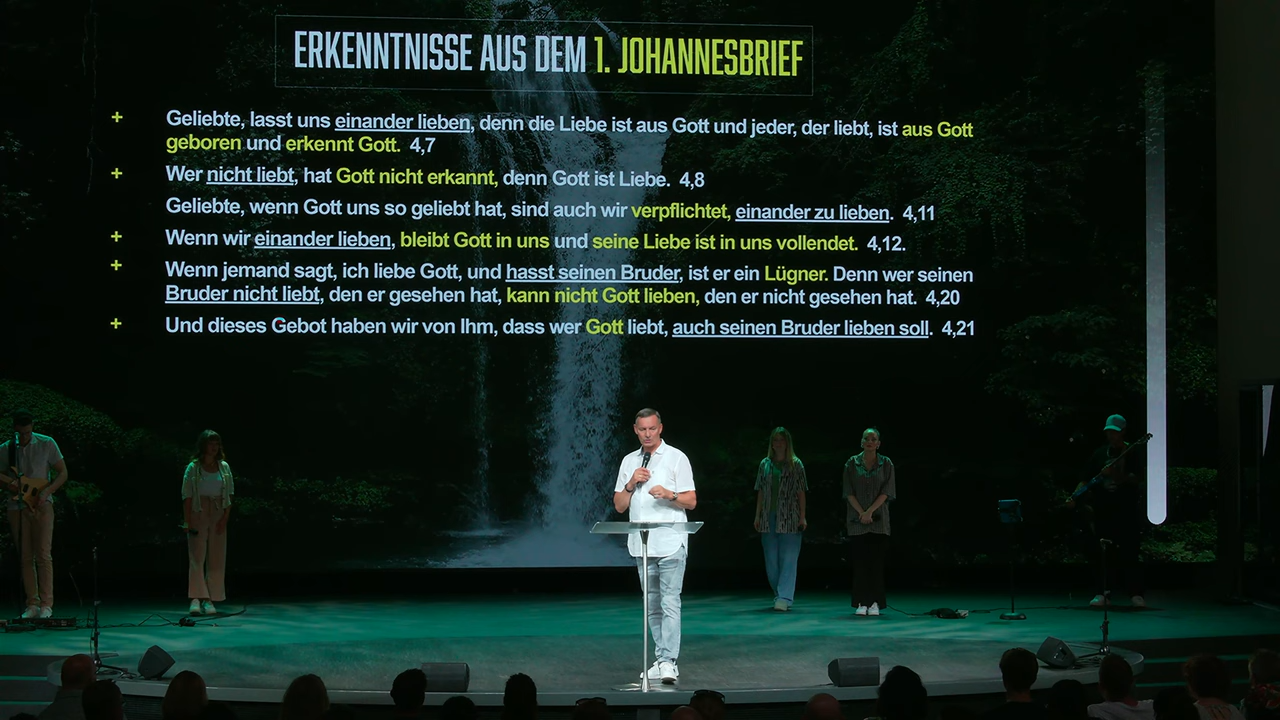 ERKENNTNISSE AUS DEM 1. JOHANNESBRIEF
+ Geliebte, lasst uns einander lieben, denn die Liebe ist aus Gott und jeder, der liebt, ist aus Gott
geboren und erkennt Gott. 4,7
+ Wer nicht liebt, hat Gott nicht erkannt, denn Gott ist Liebe. 4,8
Geliebte, wenn Gott uns so geliebt hat, sind auch wir verpflichtet, einander zu lieben. 4,11
+ Wenn wir einander lieben, bleibt Gott in uns und seine Liebe ist in uns vollendet. 4,12.
+ Wenn jemand sagt, ich liebe Gott, und hasst seinen Bruder, ist er ein Lügner. Denn wer seinen
Bruder nicht liebt, den er gesehen hat, kann nicht Gott lieben, den er nicht gesehen hat. 4,20
+ Und dieses Gebot haben wir von Ihm, dass wer Gott liebt, auch seinen Bruder lieben soll. 4,21